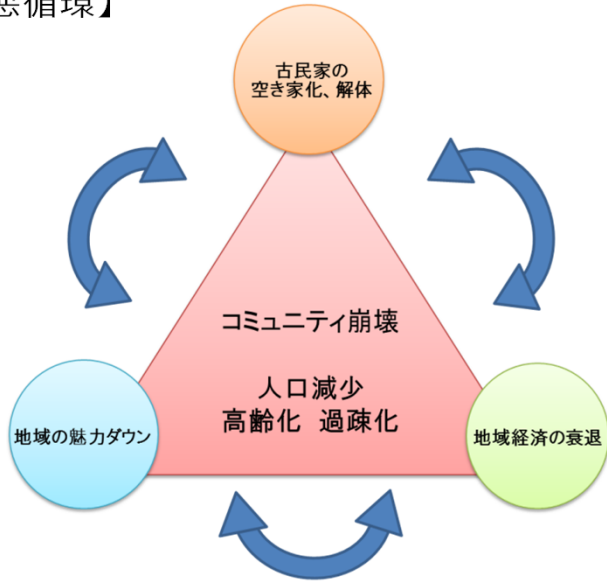 悪循環】
古民家の
空き家化、解体
コミュニティ崩壊
人口減少
高齢化 過疎化
地域の魅力ダウン
地域経済の衰退